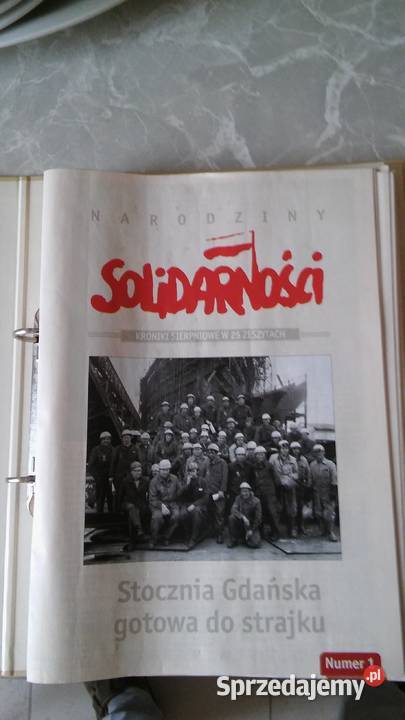 NARODZINY
SOLIDARNOŚCI
KRONIKI SIERPNIOWE W 25 ZESZYTACH
Stocznia Gdańska
gotowa do strajku
Numer 1
Sprzedajemy.pl